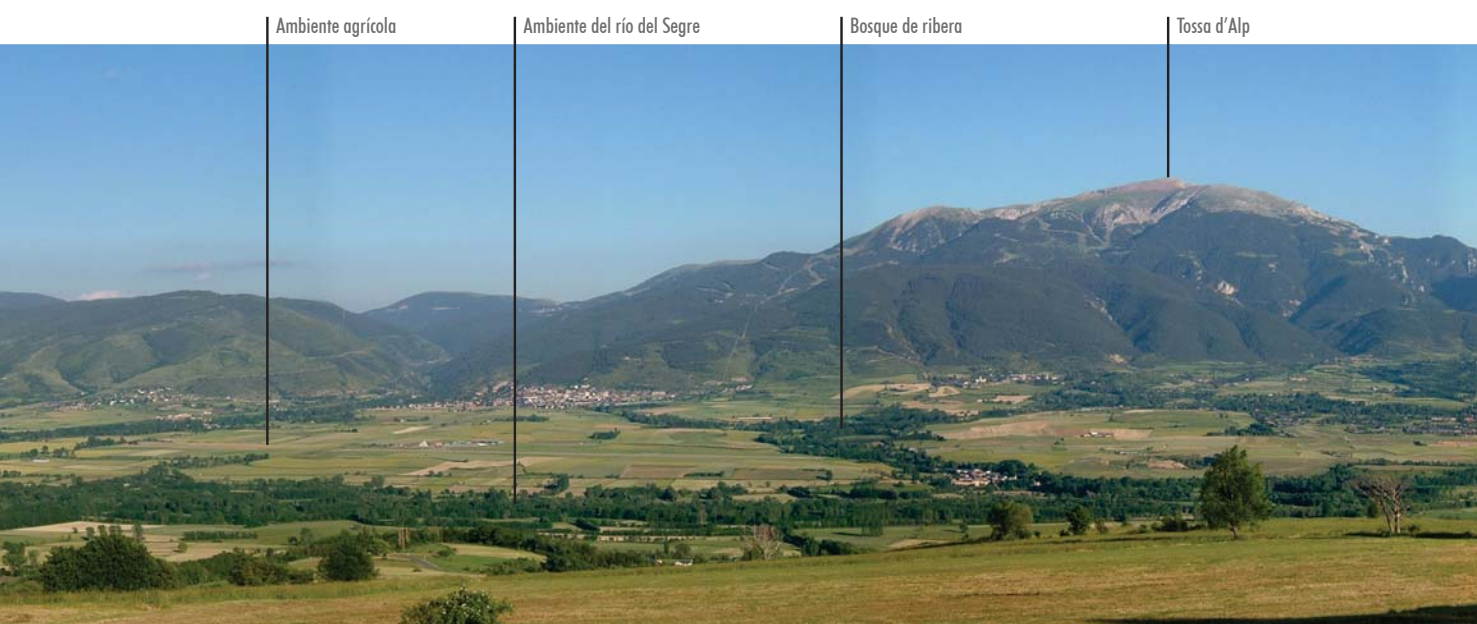 Ambiente agrícola
Ambiente del río del Segre
Bosque de ribera
Tossa d’Alp